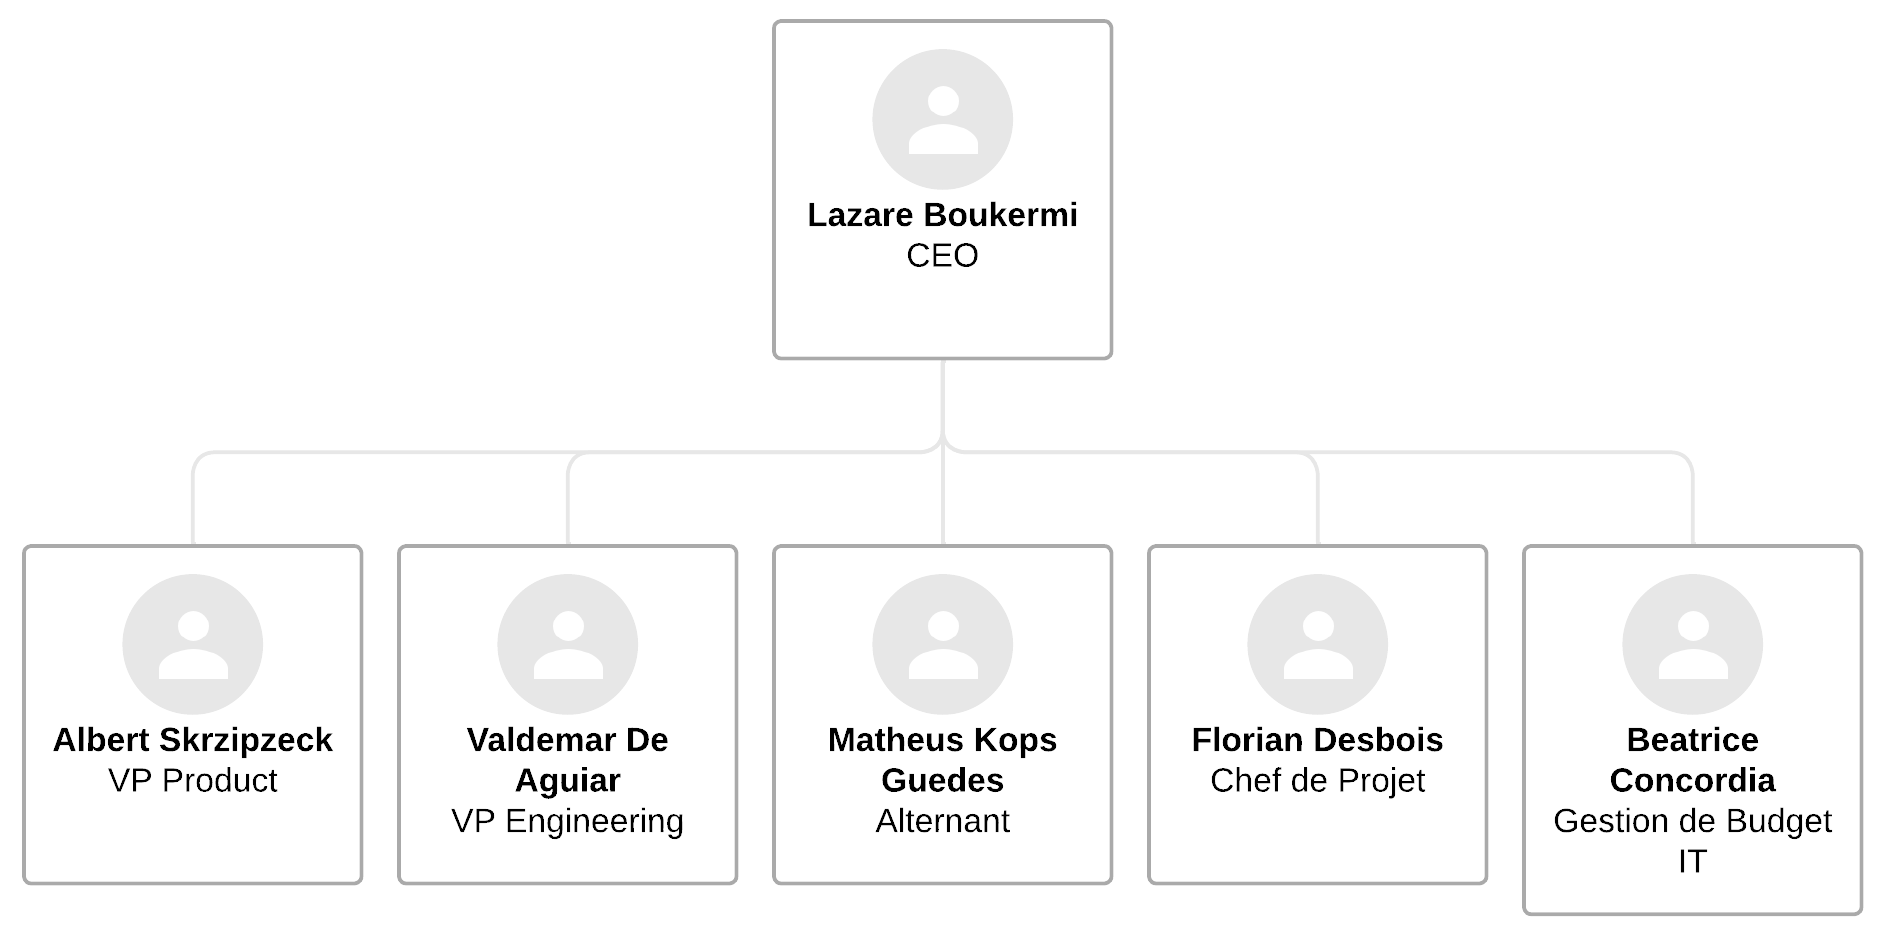 Lazare Boukermi
CEO
Albert Skrzipzeck
VP Product
Valdemar De
Aguiar
VP Engineering
Matheus Kops
Guedes
Alternant
Florian Desbois
Chef de Projet
Beatrice
Concordia
Gestion de Budget
IT